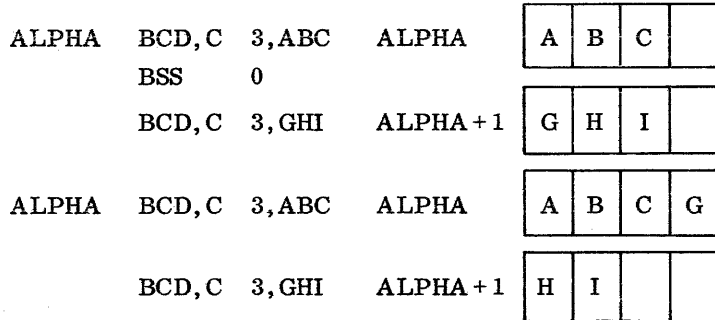 ALPHA BCD,C 3,ABC ALPHA A B C
BSS 0
BCD,C 3,GHI ALPHA+1 G H I
ALPHA BCD,C 3,ABC ALPHA A B C G
BCD,C 3,GHI ALPHA+1 H I